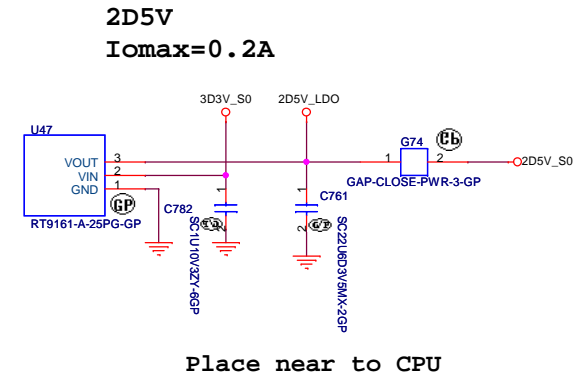 2D5V
Iomax=0.2A
3D3V_S0
2D5V_LDO
U47
G74
VOUT
3
1
2
2D5V_S0
VIN
2
GND
1
GAP-CLOSE-PWR-3-GP
GP
RT9161-A-25PG-GP
C782
1
2
SC1U10V3ZY-6GP
C761
1
2
SC22U6D3V5MX-2GP
Place near to CPU